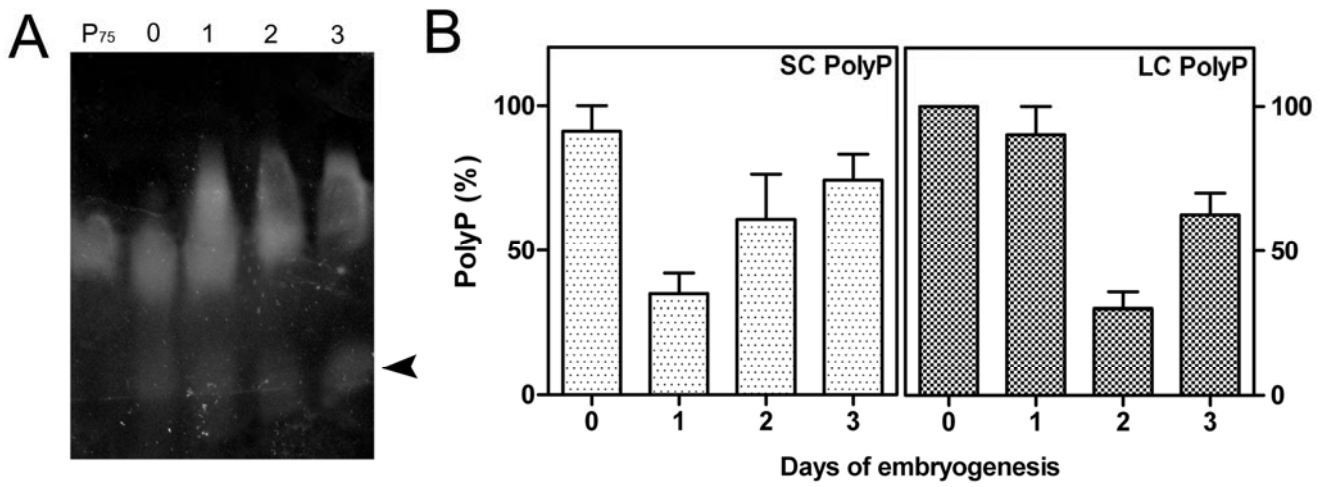 A
P75 0 1 2 3
B
SC PolyP
LC PolyP
PolyP (%)
100
50
0
100
50
0
0 1 2 3
0 1 2 3
Days of embryogenesis